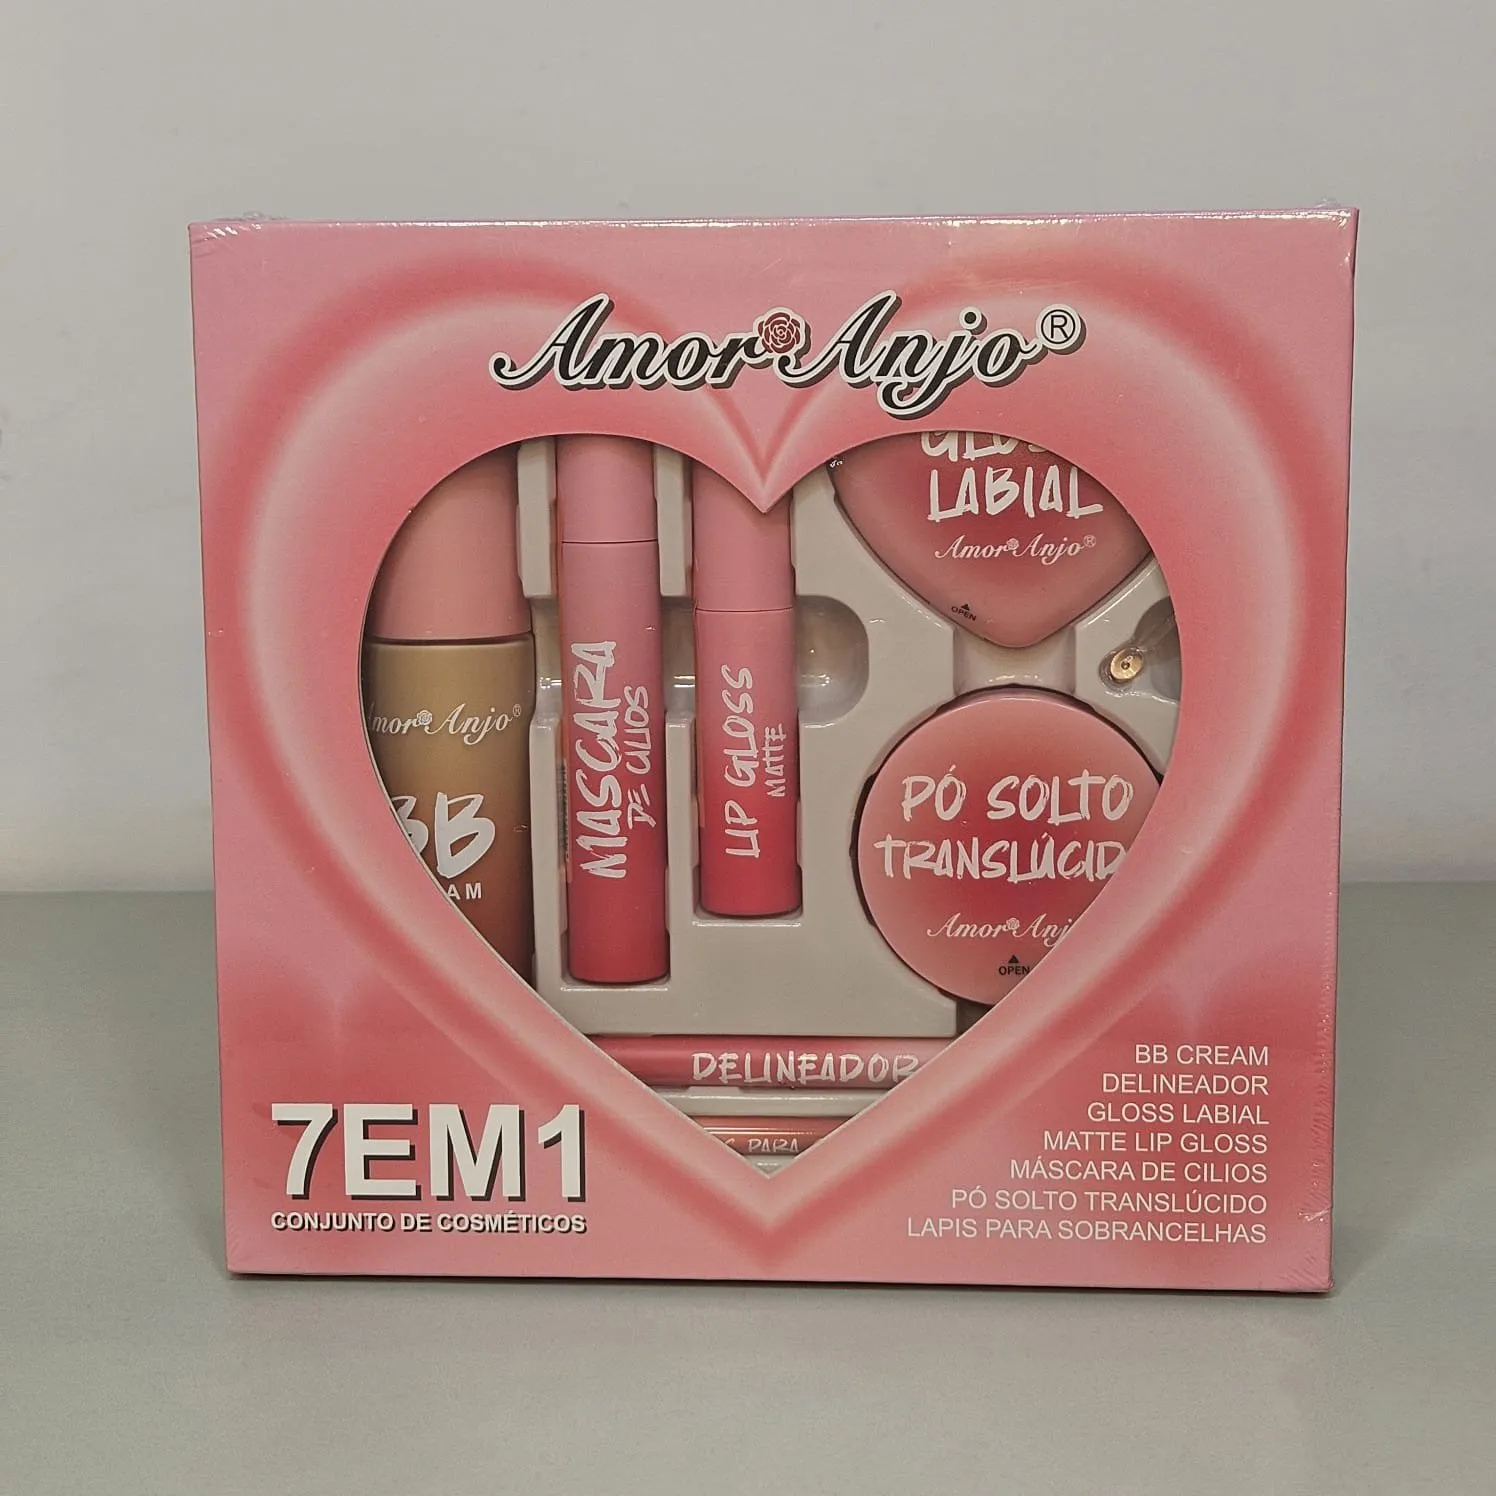 Amor Anjo®
LABIAL
Amor Anjo®
OPEN
MASCARA
DE CILIOS
LIP GLOSS
MATTE
Amor Anjo®
BB
PÓ SOLTO
Amor
OPEN
DELINEADOR
PARA
7EM1
CONJUNTO DE COSMÉTICOS
BB CREAM
DELINEADOR
GLOSS LABIAL
MATTE LIP GLOSS
MÁSCARA DE CILIOS
PÓ SOLTO TRANSLÚCIDO
LAPIS PARA SOBRANCELHAS